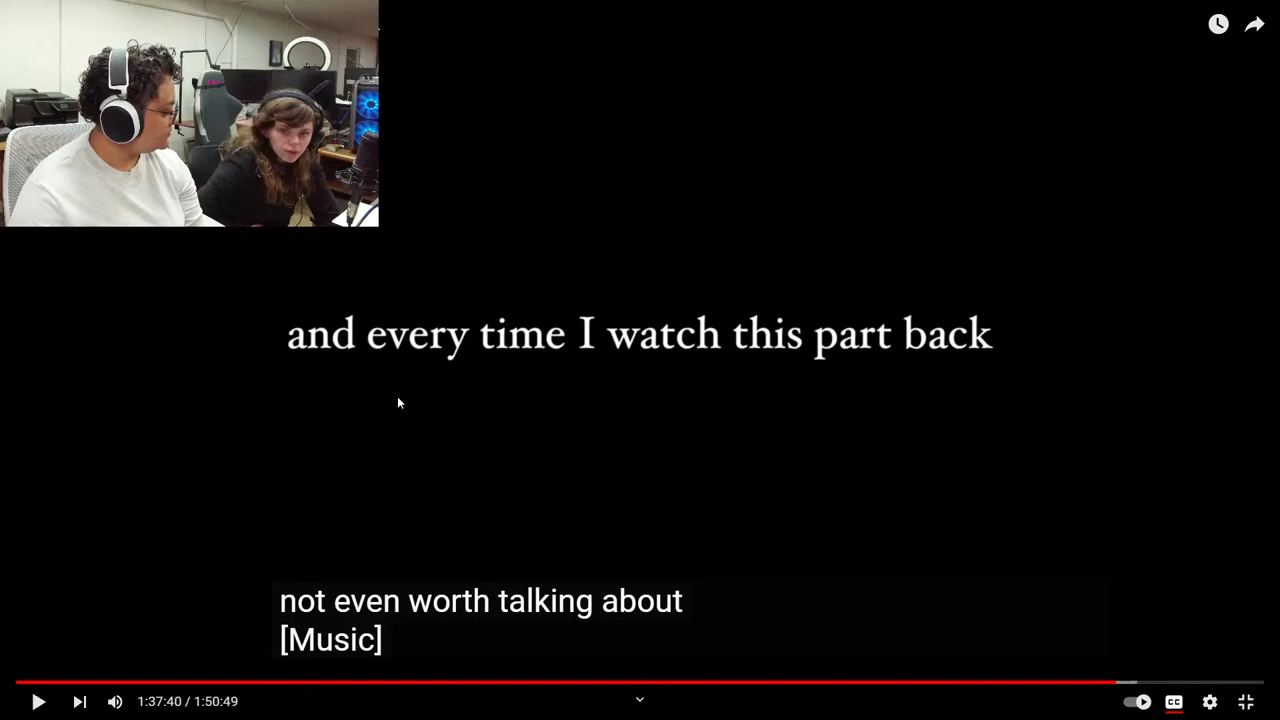 and every time I watch this part back
not even worth talking about
[Music]
1:37:40 / 1:50:49
CC